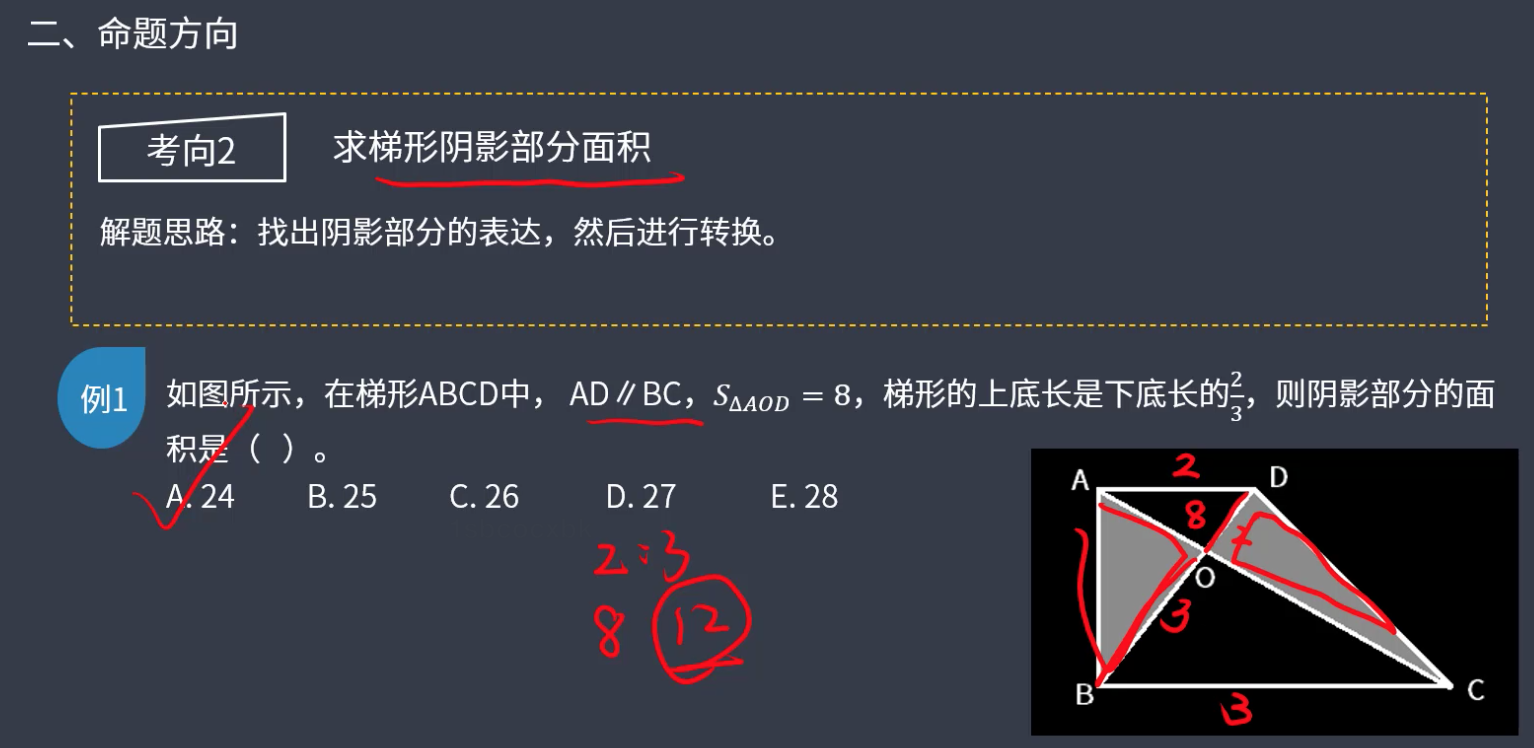 二、命题方向
考向2 求梯形阴影部分面积
解题思路：找出阴影部分的表达，然后进行转换。
例1 如图所示，在梯形ABCD中， AD∥BC，S△AOD = 8，梯形的上底长是下底长的2/3，则阴影部分的面
积是（ ）。
A. 24 B. 25 C. 26 D. 27 E. 28
2:3
8 12
2
A D
8
2
O
3
B C
3